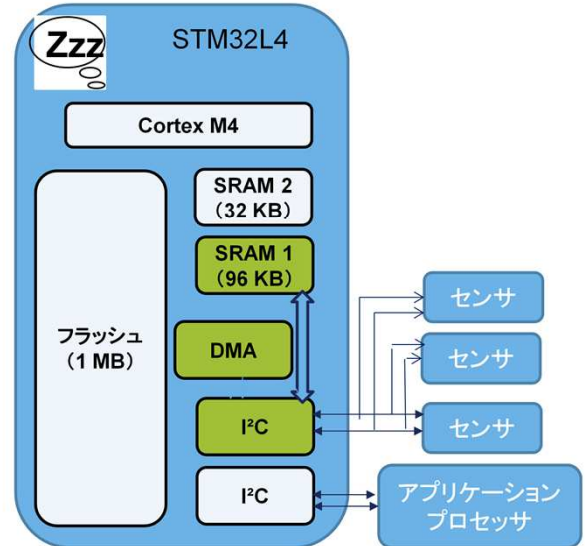 Zzz
STM32L4
Cortex M4
SRAM 2
（32 KB）
SRAM 1
（96 KB）
フラッシュ
（1 MB）
DMA
I²C
I²C
センサ
センサ
センサ
アプリケーション
プロセッサ